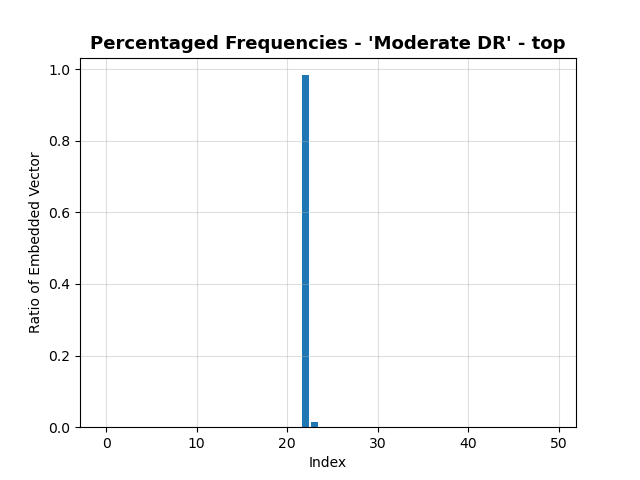 Percentaged Frequencies - 'Moderate DR' - top
Ratio of Embedded Vector
1.0
0.8
0.6
0.4
0.2
0.0
0 10 20 30 40 50
Index